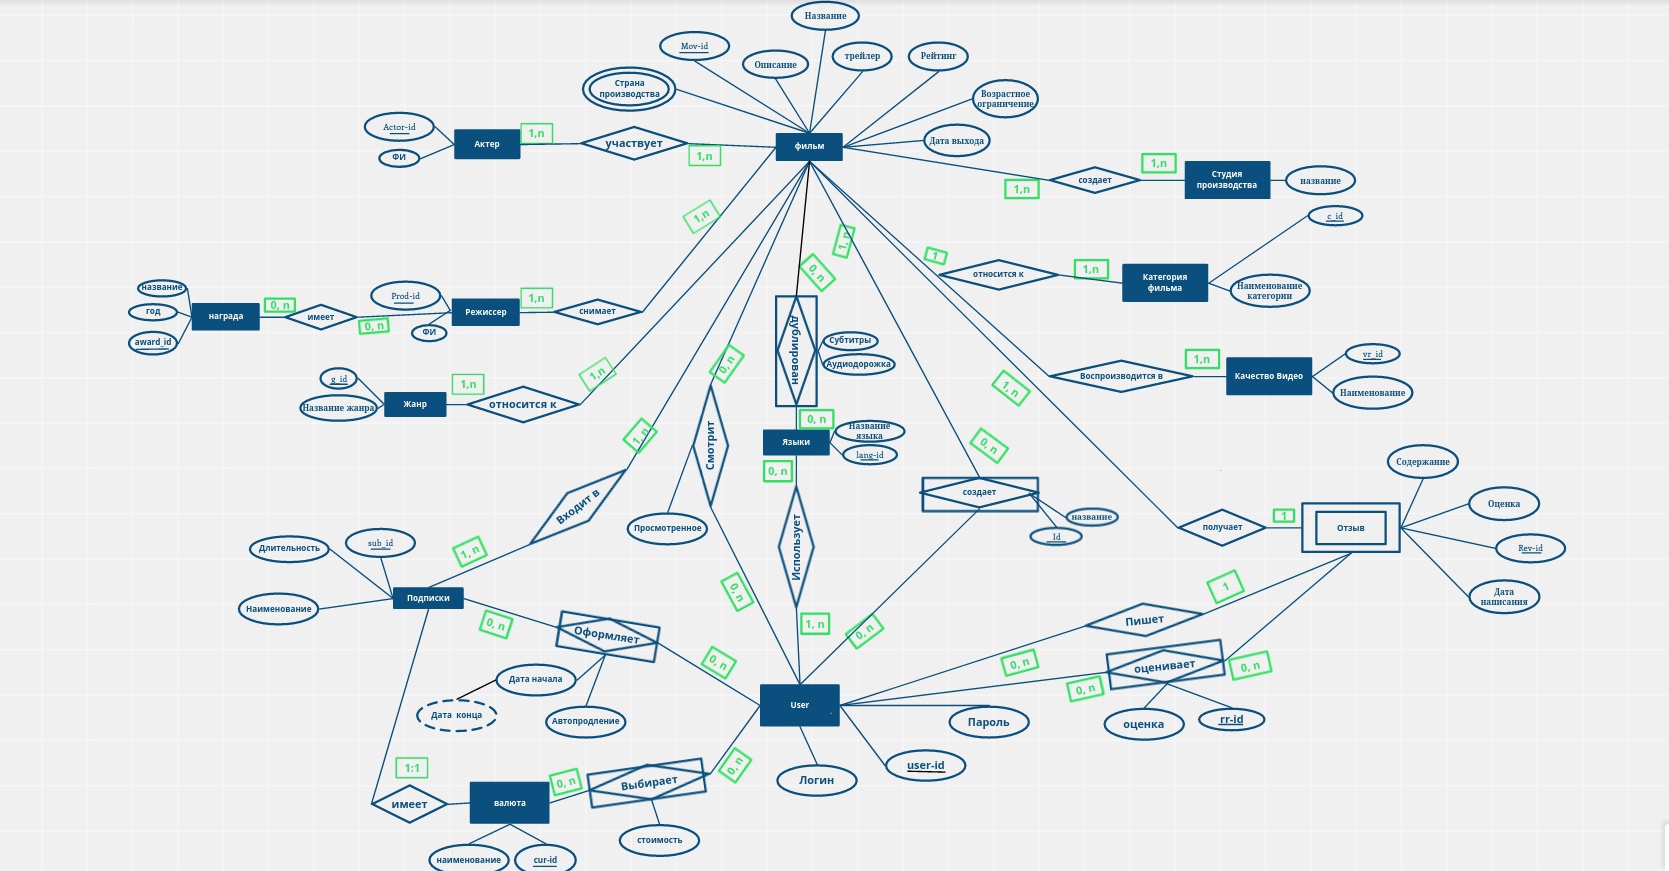 Название
Mov-id
Описание
трейлер
Рейтинг
Страна
производства
Возрастное
ограничение
Actor-id
ФИ
Актер
1,n
участвует
1,n
фильм
Дата выхода
1,n
создает
1,n
Студия
производства
название
c_id
1,n
1,n
1
относится к
1,n
Категория
фильма
Наименование
категории
0, n
название
год
award_id
награда
0, n
имеет
0, n
Prod-id
ФИ
Режиссер
1,n
снимает
дублирован
Субтитры
Аудиодорожка
0, n
1,n
Воспроизводится в
1,n
Качество Видео
vr_id
Наименование
g_id
Название жанра
Жанр
1,n
относится к
1,n
0, n
Название
языка
lang-id
Языки
0, n
1,n
Смотрит
0, n
Просмотренное
Входит в
1, n
Использует
1, n
создает
название
Id
получает
1
Отзыв
Содержание
Оценка
Rev-id
Дата
написания
Длительность
sub_id
Наименование
Подписки
0, n
Оформляет
0, n
0, n
0, n
Дата начала
Дата конца
Автопродление
User
Пишет
1
0, n
оценивает
0, n
0, n
оценка
rr-id
Пароль
user-id
Логин
1:1
имеет
валюта
0, n
Выбирает
0, n
стоимость
наименование
cur-id